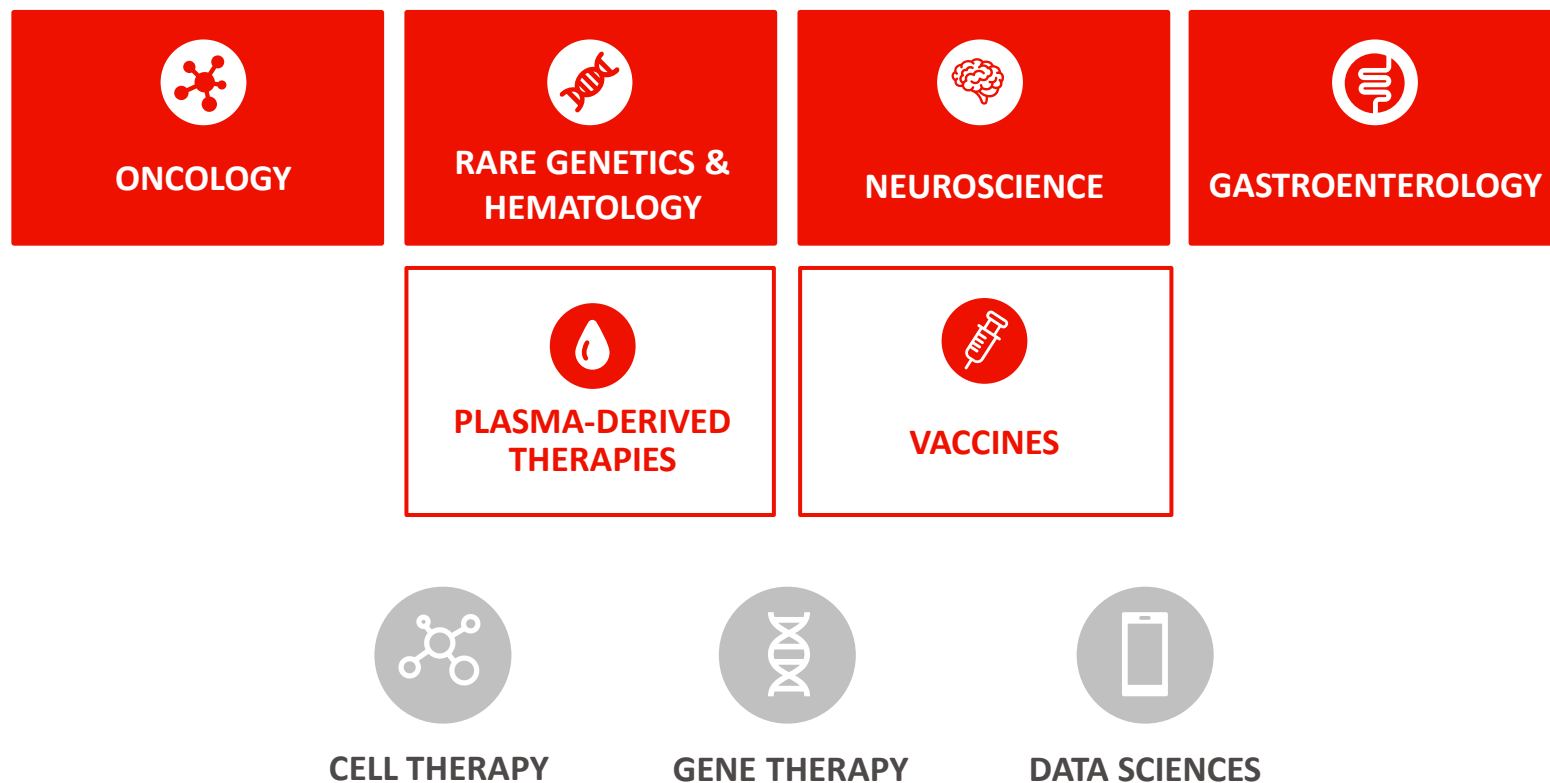 ONCOLOGY
RARE GENETICS &
HEMATOLOGY
NEUROSCIENCE
GASTROENTEROLOGY
PLASMA-DERIVED
THERAPIES
VACCINES
CELL THERAPY
GENE THERAPY
DATA SCIENCES